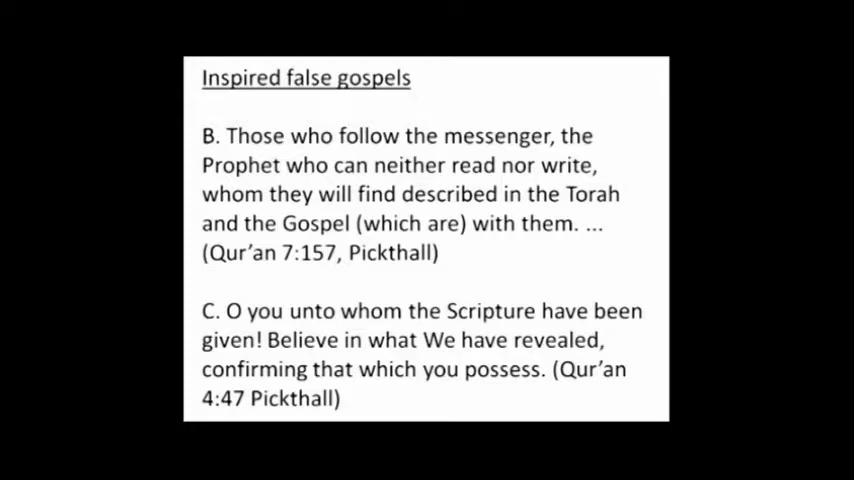 Inspired false gospels
B. Those who follow the messenger, the
Prophet who can neither read nor write,
whom they will find described in the Torah
and the Gospel (which are) with them. ...
(Qur’an 7:157, Pickthall)
C. O you unto whom the Scripture have been
given! Believe in what We have revealed,
confirming that which you possess. (Qur’an
4:47 Pickthall)